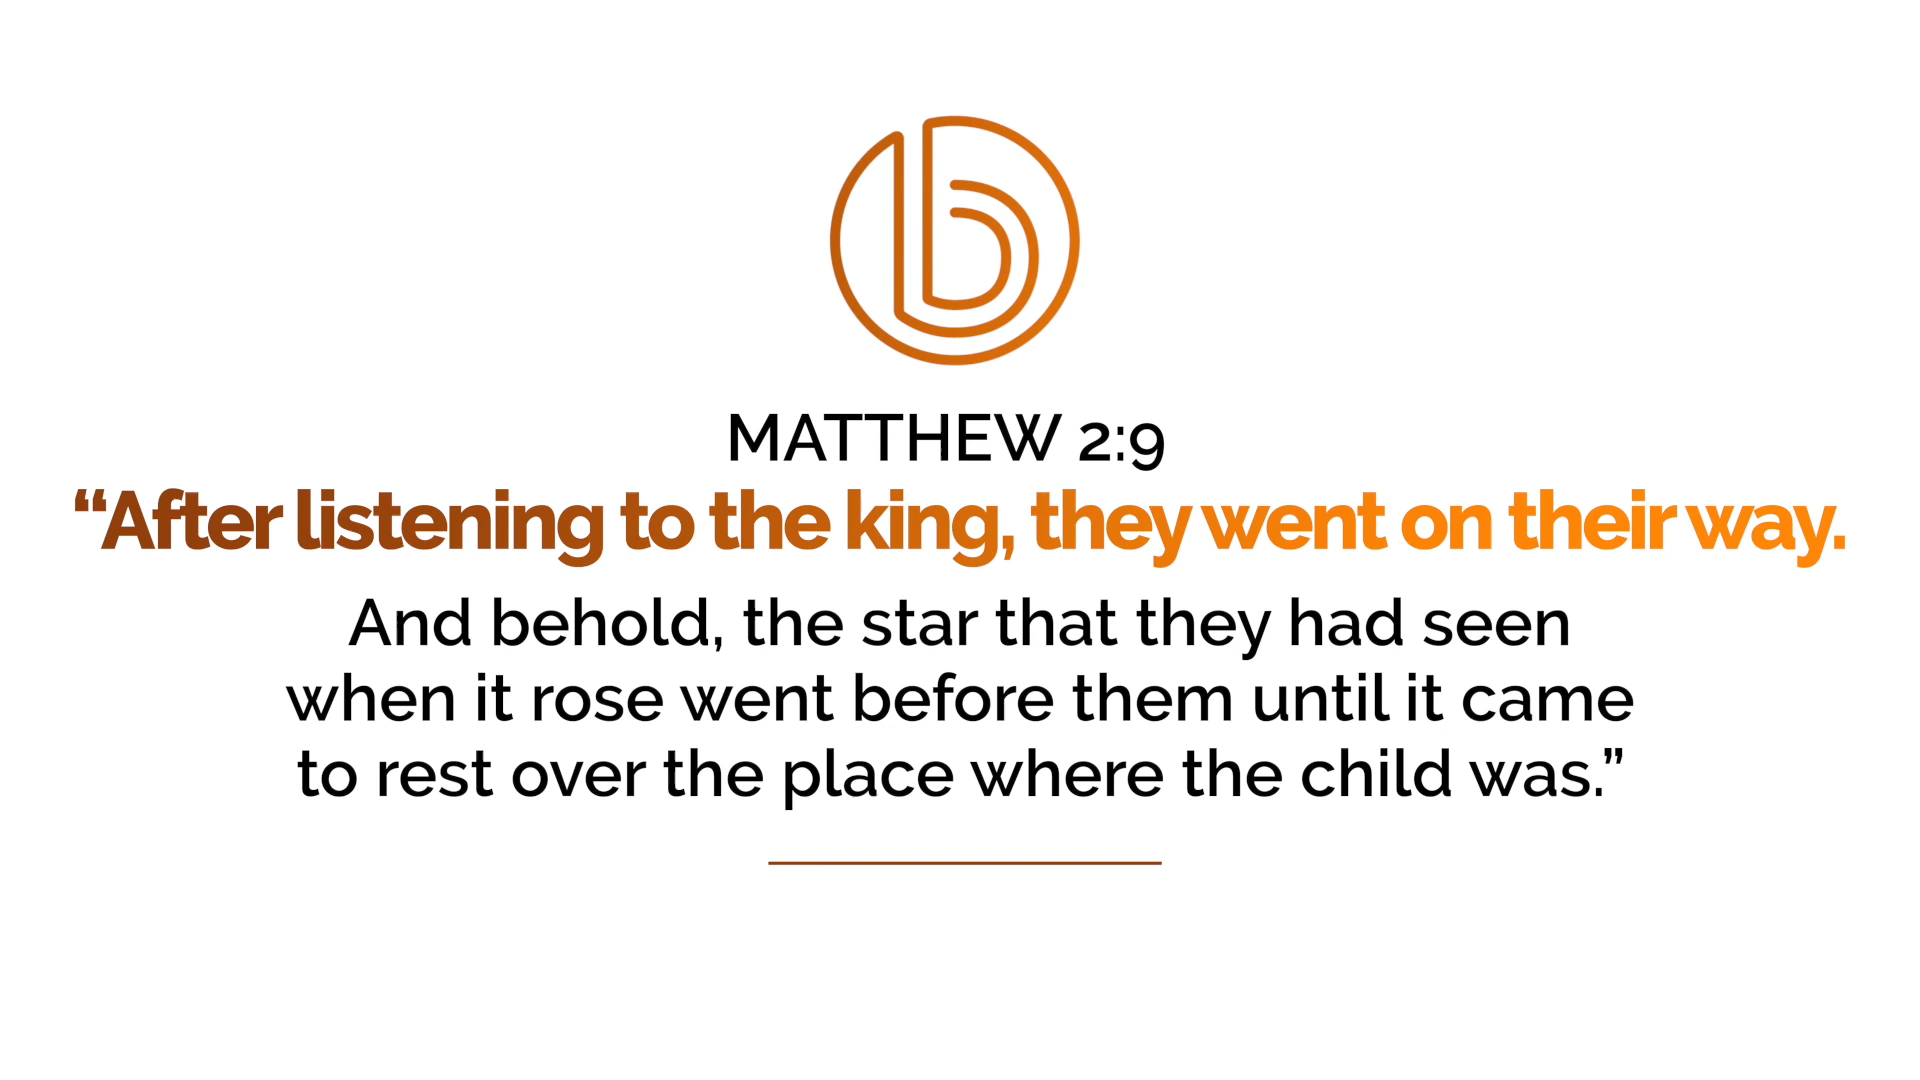 MATTHEW 2:9
“After listening to the king, they went on their way.
And behold, the star that they had seen
when it rose went before them until it came
to rest over the place where the child was.”